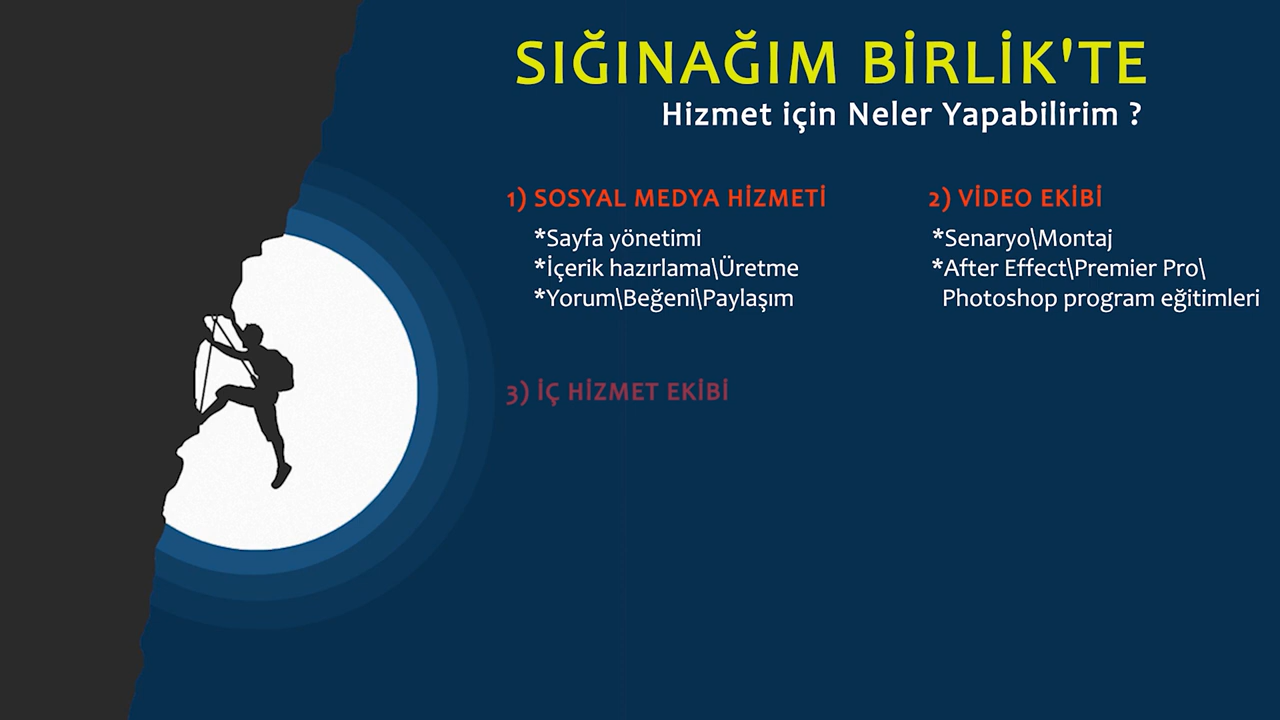 SIĞINAĞIM BİRLİK'TE
Hizmet için Neler Yapabilirim ?
1) SOSYAL MEDYA HİZMETİ
*Sayfa yönetimi
*İçerik hazırlama\Üretme
*Yorum\Beğeni\Paylaşım
2) VİDEO EKİBİ
*Senaryo\Montaj
*After Effect\Premier Pro\
Photoshop program eğitimleri
3) İÇ HİZMET EKİBİ